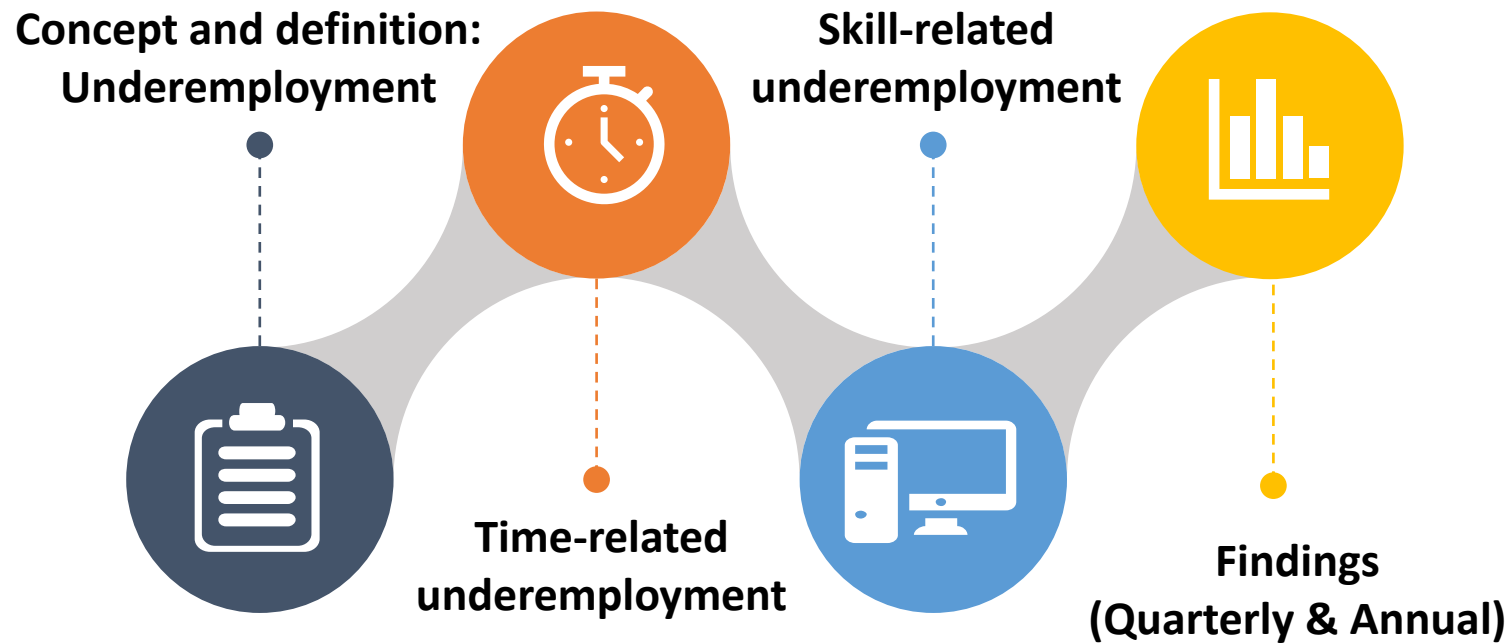 Concept and definition:
Underemployment
Time-related
underemployment
Skill-related
underemployment
Findings
(Quarterly & Annual)